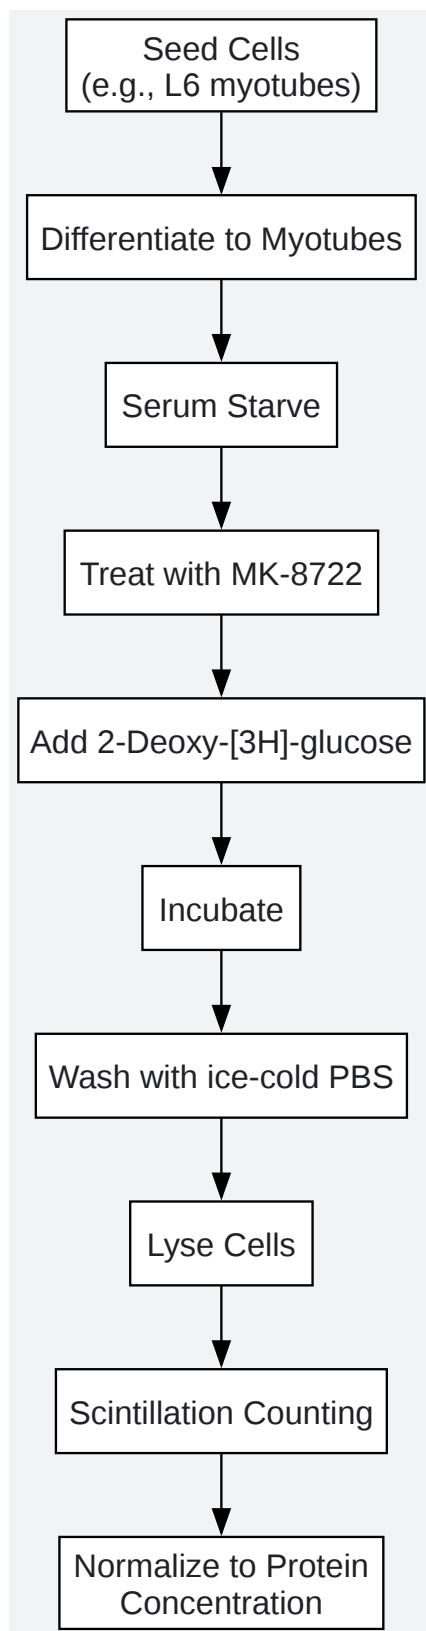 Seed Cells
(e.g., L6 myotubes)
Differentiate to Myotubes
Serum Starve
Treat with MK-8722
Add 2-Deoxy-[3H]-glucose
Incubate
Wash with ice-cold PBS
Lyse Cells
Scintillation Counting
Normalize to Protein
Concentration